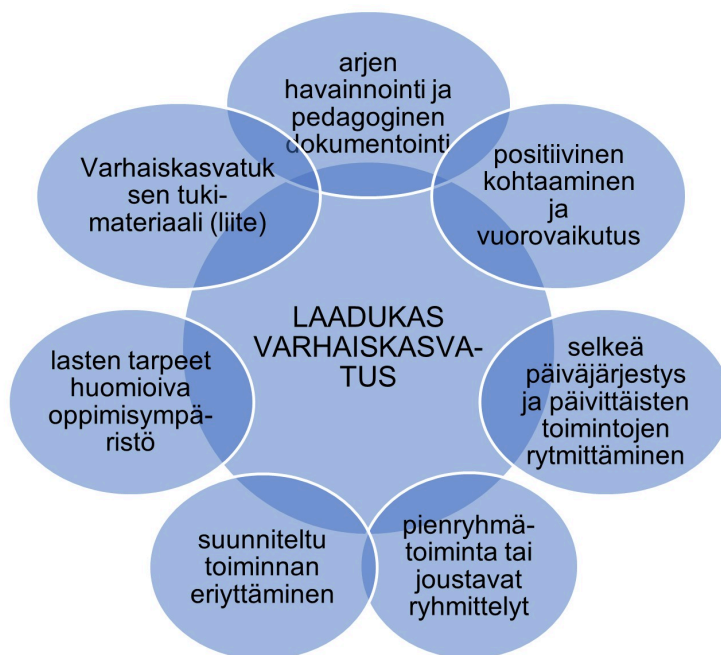 arjen
havainnointi ja
pedagoginen
dokumentointi
positiivinen
kohtaaminen
ja
vuorovaikutus
selkeä
päiväjärjestys
ja päivittäisten
toimintojen
rytmittäminen
pienryhmä-
toiminta tai
joustavat
ryhmittelyt
suunniteltu
toiminnan
eriyttäminen
lasten tarpeet
huomioiva
oppimisympä-
ristö
Varhaiskasvatuk
sen tuki-
materiaali (liite)
LAADUKAS
VARHAISKASVA-
TUS